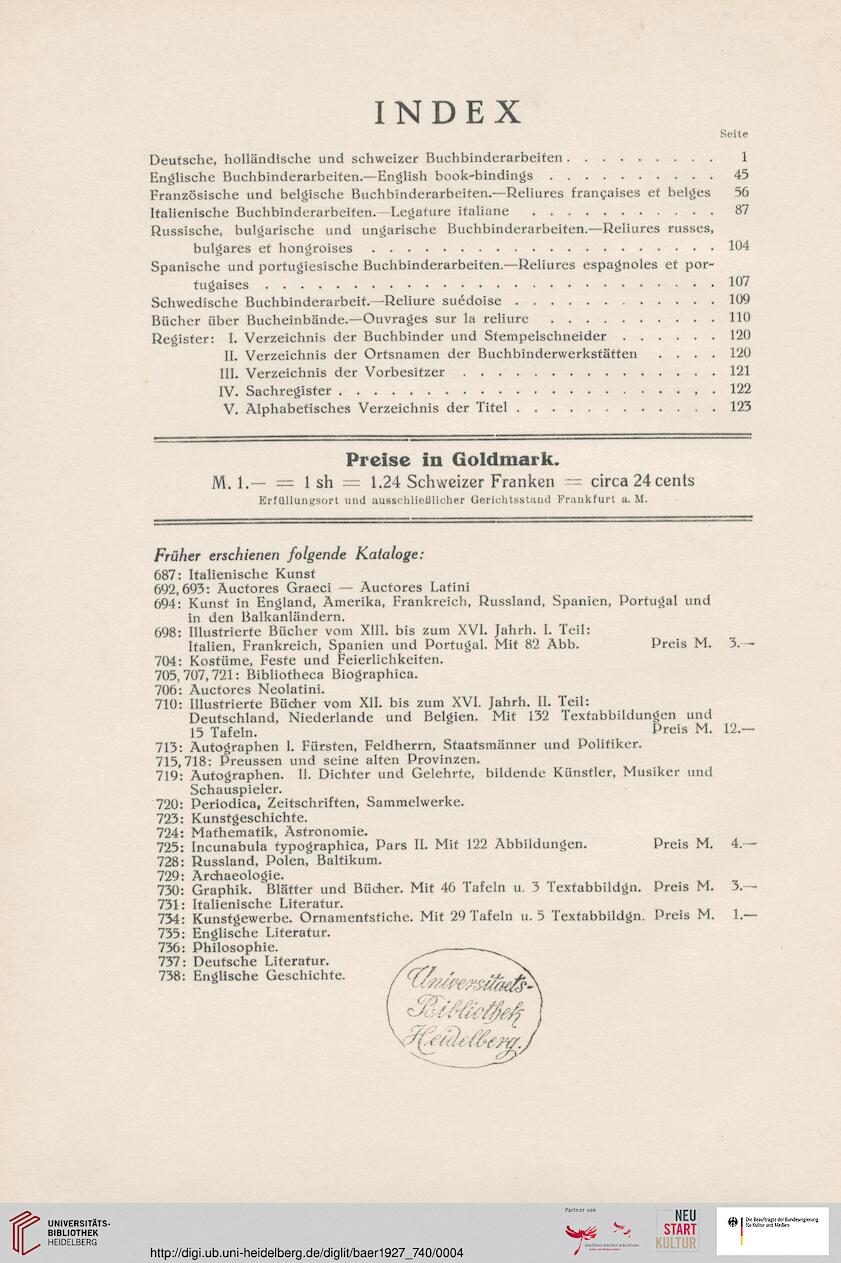 INDEX
Seite
Deutsche, holländische und schweizer Buchbinderarbeiten . . . . . . . . . 1
Englische Buchbinderarbeiten.—English book-bindings . . . . . . . . . . 45
Französische und belgische Buchbinderarbeiten.—Reliures françaises et belges 56
Italienische Buchbinderarbeiten.—Legature italiane . . . . . . . . . . . 87
Russische, bulgarische und ungarische Buchbinderarbeiten.—Reliures russes,
bulgares et hongroises . . . . . . . . . . . . . . . . . . . . 104
Spanische und portugiesische Buchbinderarbeiten.—Reliures espagnoles et por-
tugaises . . . . . . . . . . . . . . . . . . . . . . . . . . 107
Schwedische Buchbinderarbeit.—Reliure suédoise . . . . . . . . . . . . 109
Bücher über Bucheinbände.—Ouvrages sur la reliure . . . . . . . . . . 110
Register: I. Verzeichnis der Buchbinder und Stempelschneider . . . . . . 120
II. Verzeichnis der Ortsnamen der Buchbinderwerkstätten . . . . 120
III. Verzeichnis der Vorbesitzer . . . . . . . . . . . . . . . 121
IV. Sachregister . . . . . . . . . . . . . . . . . . . . . . 122
V. Alphabetisches Verzeichnis der Titel . . . . . . . . . . . . 123
Preise in Goldmark.
M. 1.— = 1 sh = 1.24 Schweizer Franken = circa 24 cents
Erfüllungsort und ausschließlicher Gerichtsstand Frankfurt a. M.
Früher erschienen folgende Kataloge:
687: Italienische Kunst
692, 693: Auctores Graeci — Auctores Latini
694: Kunst in England, Amerika, Frankreich, Russland, Spanien, Portugal und
in den Balkanländern.
698: Illustrierte Bücher vom XIII. bis zum XVI. Jahrh. I. Teil:
Italien, Frankreich, Spanien und Portugal. Mit 82 Abb. Preis M. 3.—
704: Kostüme, Feste und Feierlichkeiten.
705, 707, 721: Bibliotheca Biographica.
706: Auctores Neolatini.
710: Illustrierte Bücher vom XII. bis zum XVI. Jahrh. II. Teil:
Deutschland, Niederlande und Belgien. Mit 132 Textabbildungen und
15 Tafeln. Preis M. 12.—
713: Autographen I. Fürsten, Feldherrn, Staatsmänner und Politiker.
715, 718: Preussen und seine alten Provinzen.
719: Autographen. II. Dichter und Gelehrte, bildende Künstler, Musiker und
Schauspieler.
720: Periodica, Zeitschriften, Sammelwerke.
723: Kunstgeschichte.
724: Mathematik, Astronomie.
725: Incunabula typographica, Pars II. Mit 122 Abbildungen. Preis M. 4.—
728: Russland, Polen, Baltikum.
729: Archaeologie.
730: Graphik. Blätter und Bücher. Mit 46 Tafeln u. 3 Textabbildgn. Preis M. 3.—
731: Italienische Literatur.
734: Kunstgewerbe. Ornamentstiche. Mit 29 Tafeln u. 5 Textabbildgn. Preis M. 1.—
735: Englische Literatur.
736: Philosophie.
737: Deutsche Literatur.
738: Englische Geschichte.
Universitaets-
Bibliothek
Heidelberg.
UNIVERSITÄTS-
BIBLIOTHEK
HEIDELBERG
http://digi.ub.uni-heidelberg.de/diglit/baer1927_740/0004
Partner von
DEUTSCHE DIGITALE BIBLIOTHEK
NEU
START
KULTUR
Die Beauftragte der Bundesregierung
für Kultur und Medien